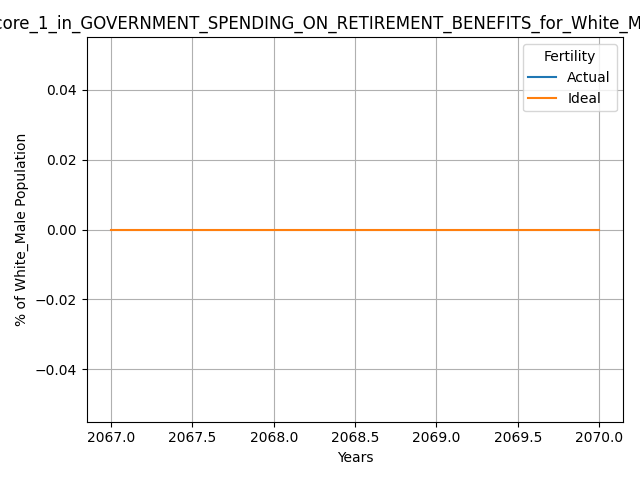 core_1_in_GOVERNMENT_SPENDING_ON_RETIREMENT_BENEFITS_for_White_M
Fertility
Actual
Ideal
0.04
0.02
0.00
−0.02
−0.04
% of White_Male Population
2067.0 2067.5 2068.0 2068.5 2069.0 2069.5 2070.0
Years